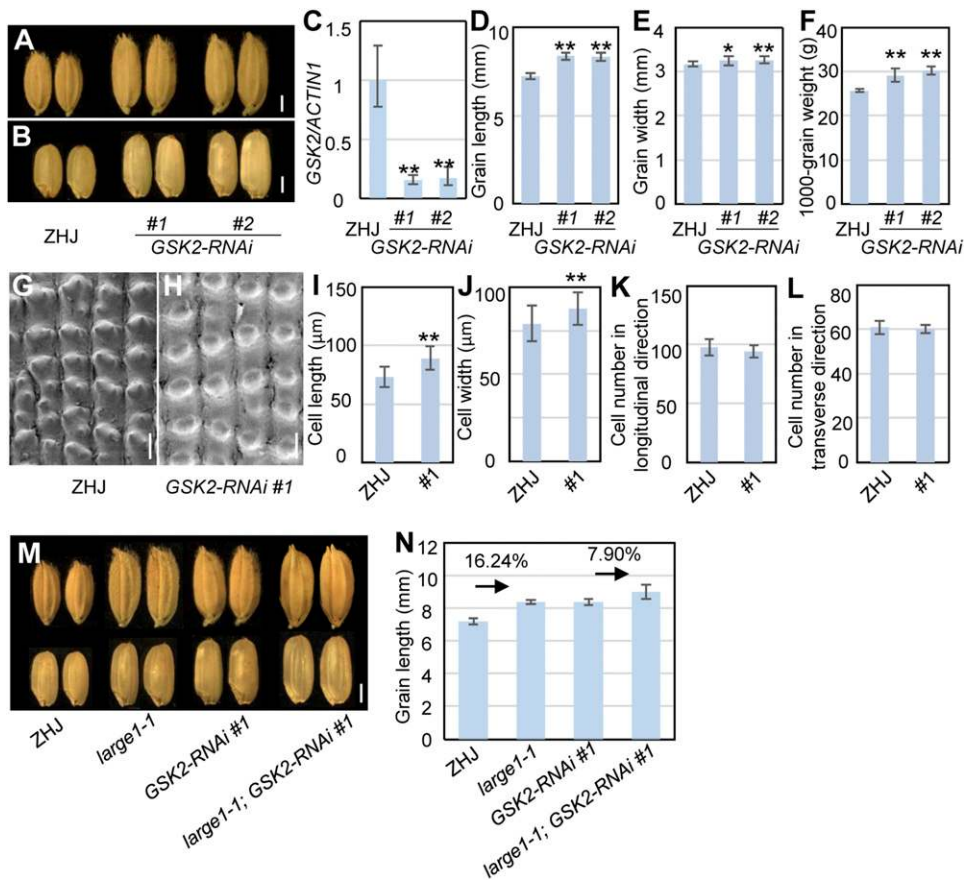 A
B
ZHJ
#1
#2
GSK2-RNAi
C
GSK2/ACTIN1
1.5
1
0.5
0
**
**
ZHJ
#1
#2
GSK2-RNAi
D
Grain length (mm)
10
5
0
**
**
ZHJ
#1
#2
GSK2-RNAi
E
Grain width (mm)
4
3
2
1
0
*
**
ZHJ
#1
#2
GSK2-RNAi
F
1000-grain weight (g)
40
30
20
10
0
**
**
ZHJ
#1
#2
GSK2-RNAi
G
ZHJ
H
GSK2-RNAi #1
I
Cell length (µm)
150
100
50
0
**
ZHJ
#1
J
Cell width (µm)
100
50
0
**
ZHJ
#1
K
Cell number in
longitudinal direction
150
100
50
0
ZHJ
#1
L
Cell number in
transverse direction
80
60
40
20
0
ZHJ
#1
M
ZHJ
large1-1
GSK2-RNAi #1
large1-1; GSK2-RNAi #1
N
Grain length (mm)
12
10
8
6
4
2
0
16.24%
7.90%
ZHJ
large1-1
GSK2-RNAi #1
large1-1; GSK2-RNAi #1